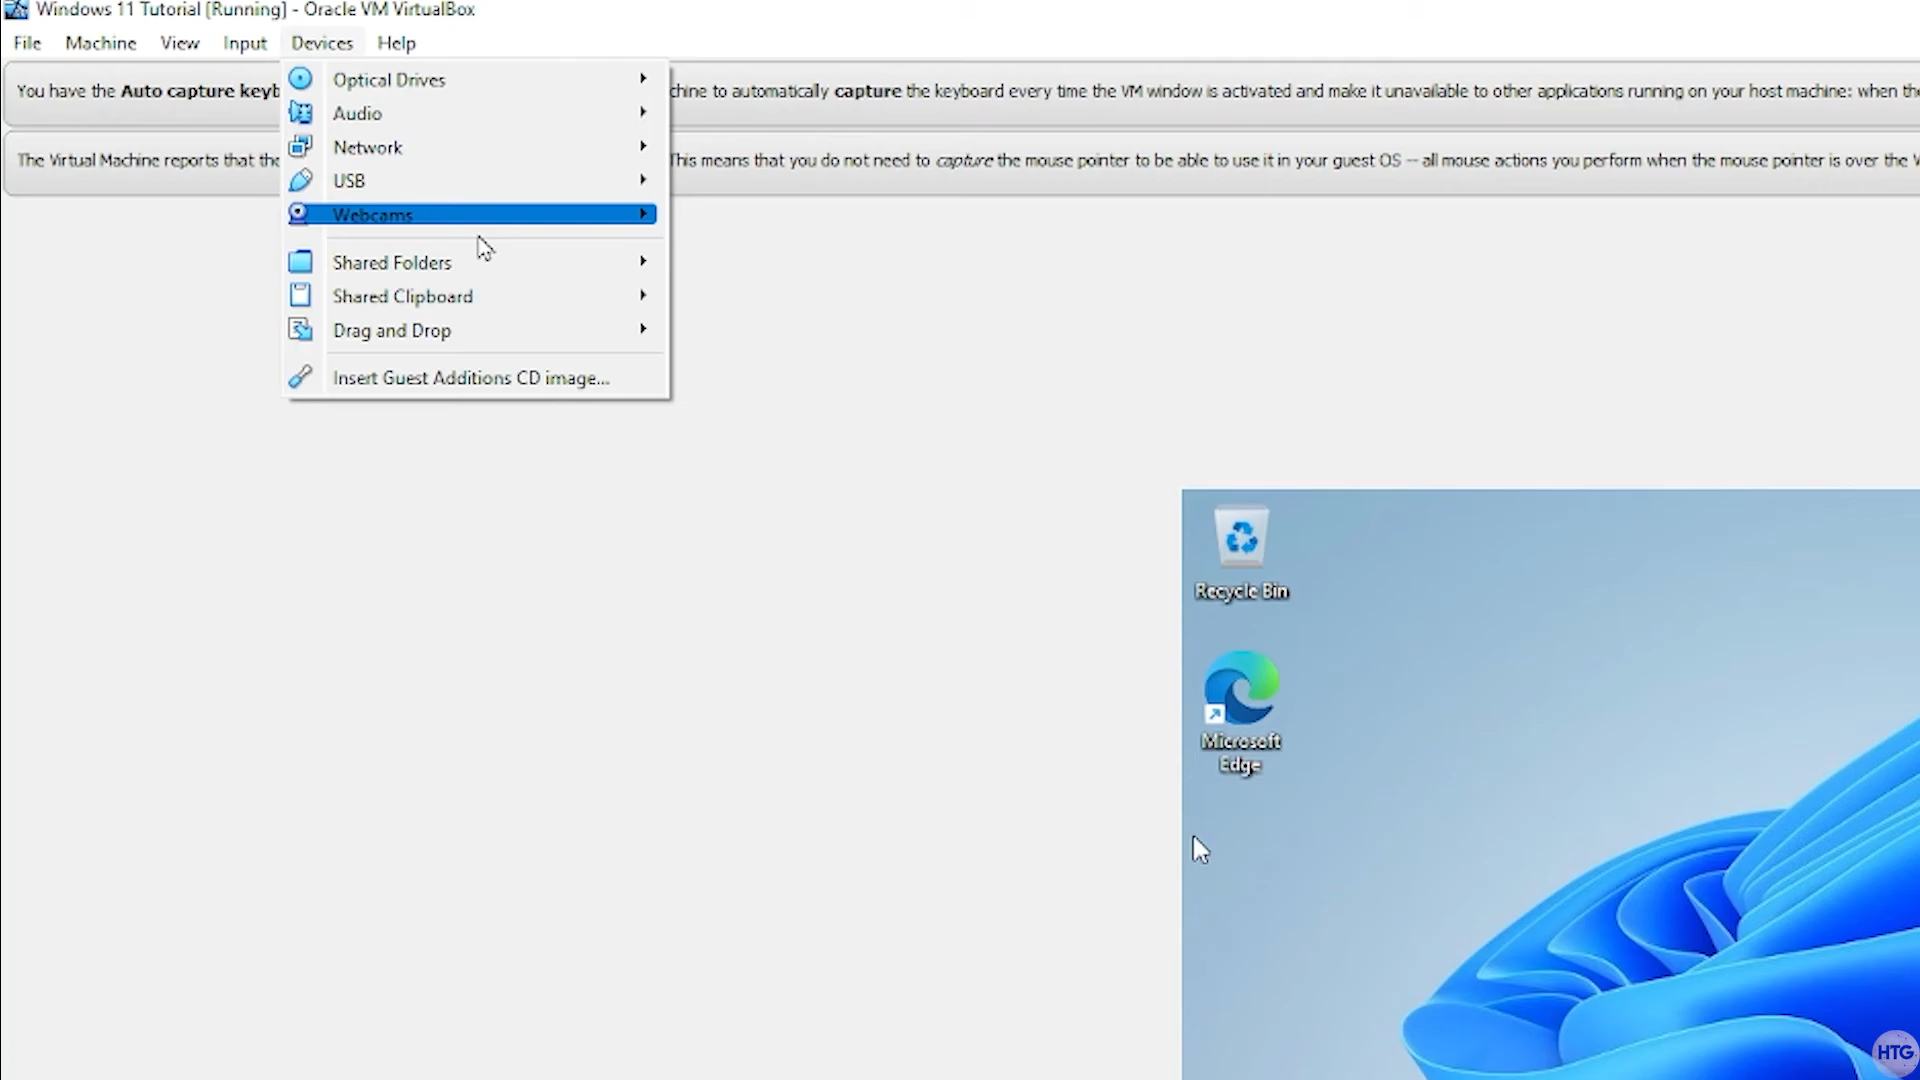 Windows 11 Tutorial [Running] - Oracle VM VirtualBox
File Machine View Input Devices Help
You have the Auto capture keyb
chine to automatically capture the keyboard every time the VM window is activated and make it unavailable to other applications running on your host machine: when the
The Virtual Machine reports that the
This means that you do not need to capture the mouse pointer to be able to use it in your guest OS -- all mouse actions you perform when the mouse pointer is over the V
Optical Drives
Audio
Network
USB
Webcams
Shared Folders
Shared Clipboard
Drag and Drop
Insert Guest Additions CD image...
Recycle Bin
Microsoft
Edge
HTG